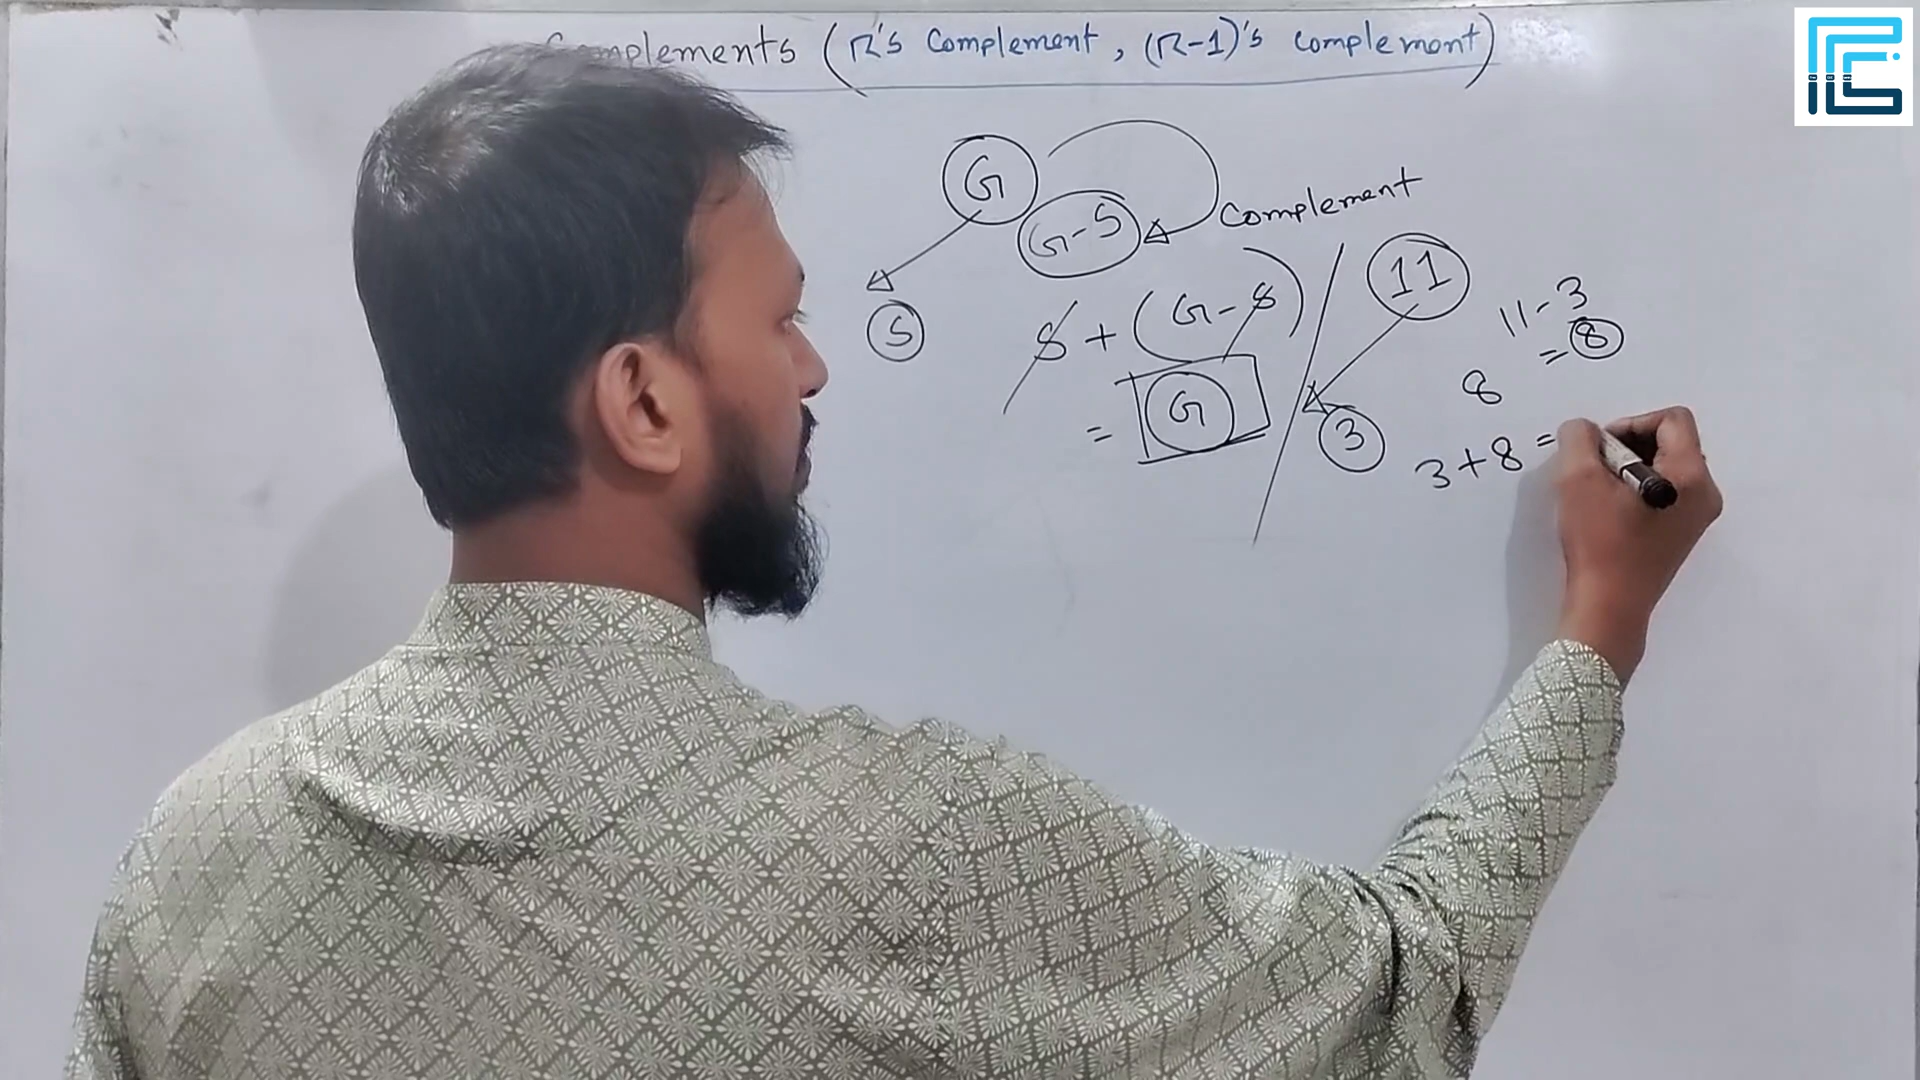 Complements (r's complement, (r-1)'s complement)
G
G-S
Complement
S
S + (G-S)
= G
11
3
11-3
= 8
8
3+8=